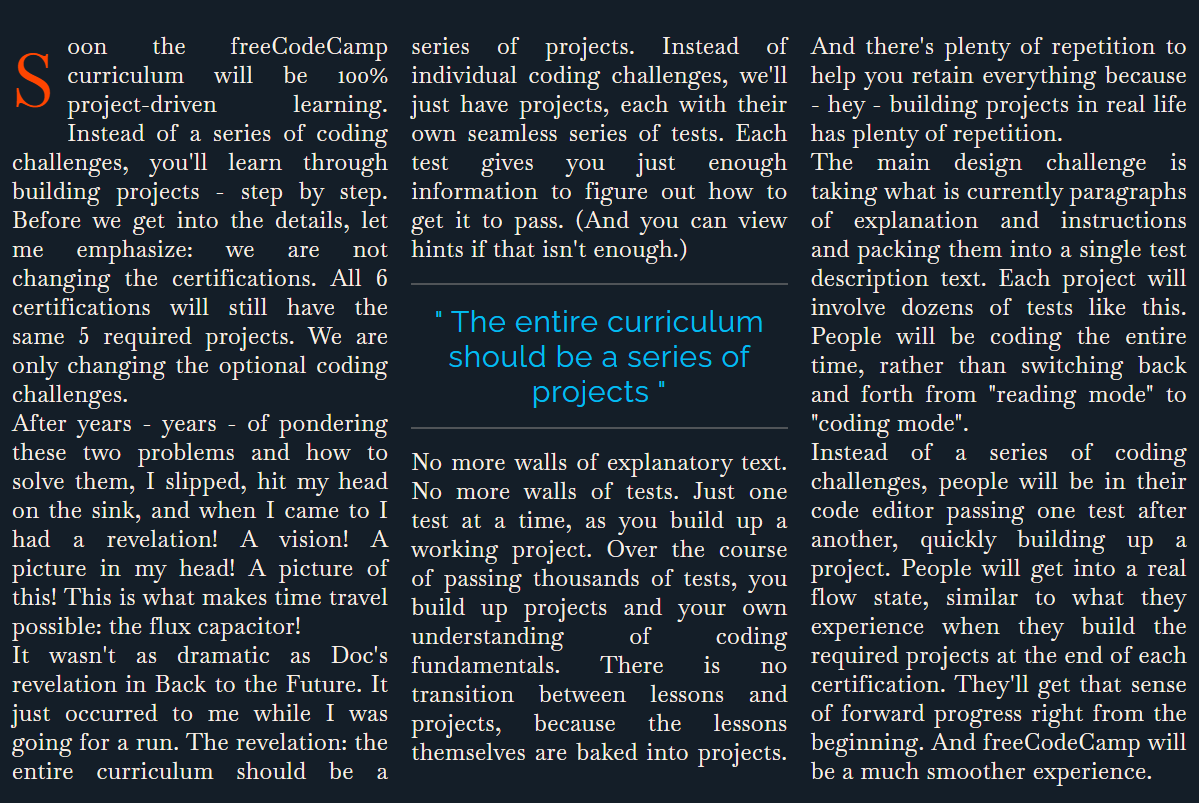 Soon the freeCodeCamp
curriculum will be 100%
project-driven learning.
Instead of a series of coding
challenges, you'll learn through
building projects - step by step.
Before we get into the details, let
me emphasize: we are not
changing the certifications. All 6
certifications will still have the
same 5 required projects. We are
only changing the optional coding
challenges.
After years - years - of pondering
these two problems and how to
solve them, I slipped, hit my head
on the sink, and when I came to I
had a revelation! A vision! A
picture in my head! A picture of
this! This is what makes time travel
possible: the flux capacitor!
It wasn't as dramatic as Doc's
revelation in Back to the Future. It
just occurred to me while I was
going for a run. The revelation: the
entire curriculum should be a
series of projects. Instead of
individual coding challenges, we'll
just have projects, each with their
own seamless series of tests. Each
test gives you just enough
information to figure out how to
get it to pass. (And you can view
hints if that isn't enough.)
" The entire curriculum
should be a series of
projects "
No more walls of explanatory text.
No more walls of tests. Just one
test at a time, as you build up a
working project. Over the course
of passing thousands of tests, you
build up projects and your own
understanding of coding
fundamentals. There is no
transition between lessons and
projects, because the lessons
themselves are baked into projects.
And there's plenty of repetition to
help you retain everything because
- hey - building projects in real life
has plenty of repetition.
The main design challenge is
taking what is currently paragraphs
of explanation and instructions
and packing them into a single test
description text. Each project will
involve dozens of tests like this.
People will be coding the entire
time, rather than switching back
and forth from "reading mode" to
"coding mode".
Instead of a series of coding
challenges, people will be in their
code editor passing one test after
another, quickly building up a
project. People will get into a real
flow state, similar to what they
experience when they build the
required projects at the end of each
certification. They'll get that sense
of forward progress right from the
beginning. And freeCodeCamp will
be a much smoother experience.